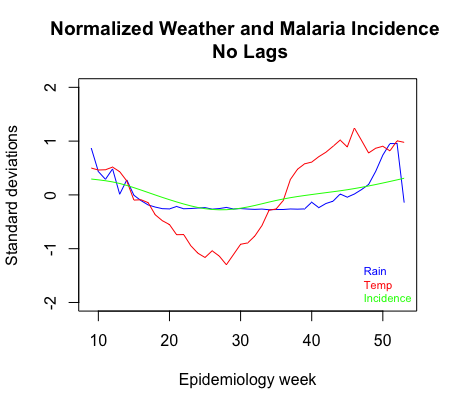 Normalized Weather and Malaria Incidence
No Lags
Standard deviations
2
1
0
-1
-2
Rain
Temp
Incidence
10
20
30
40
50
Epidemiology week